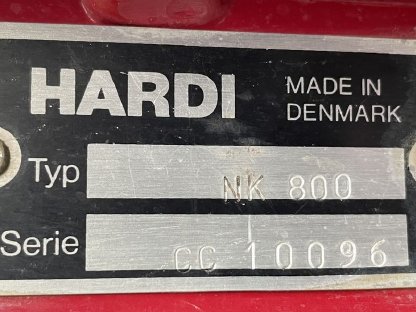 HARDI
MADE IN
DENMARK
Typ NK 800
Serie CC 10096